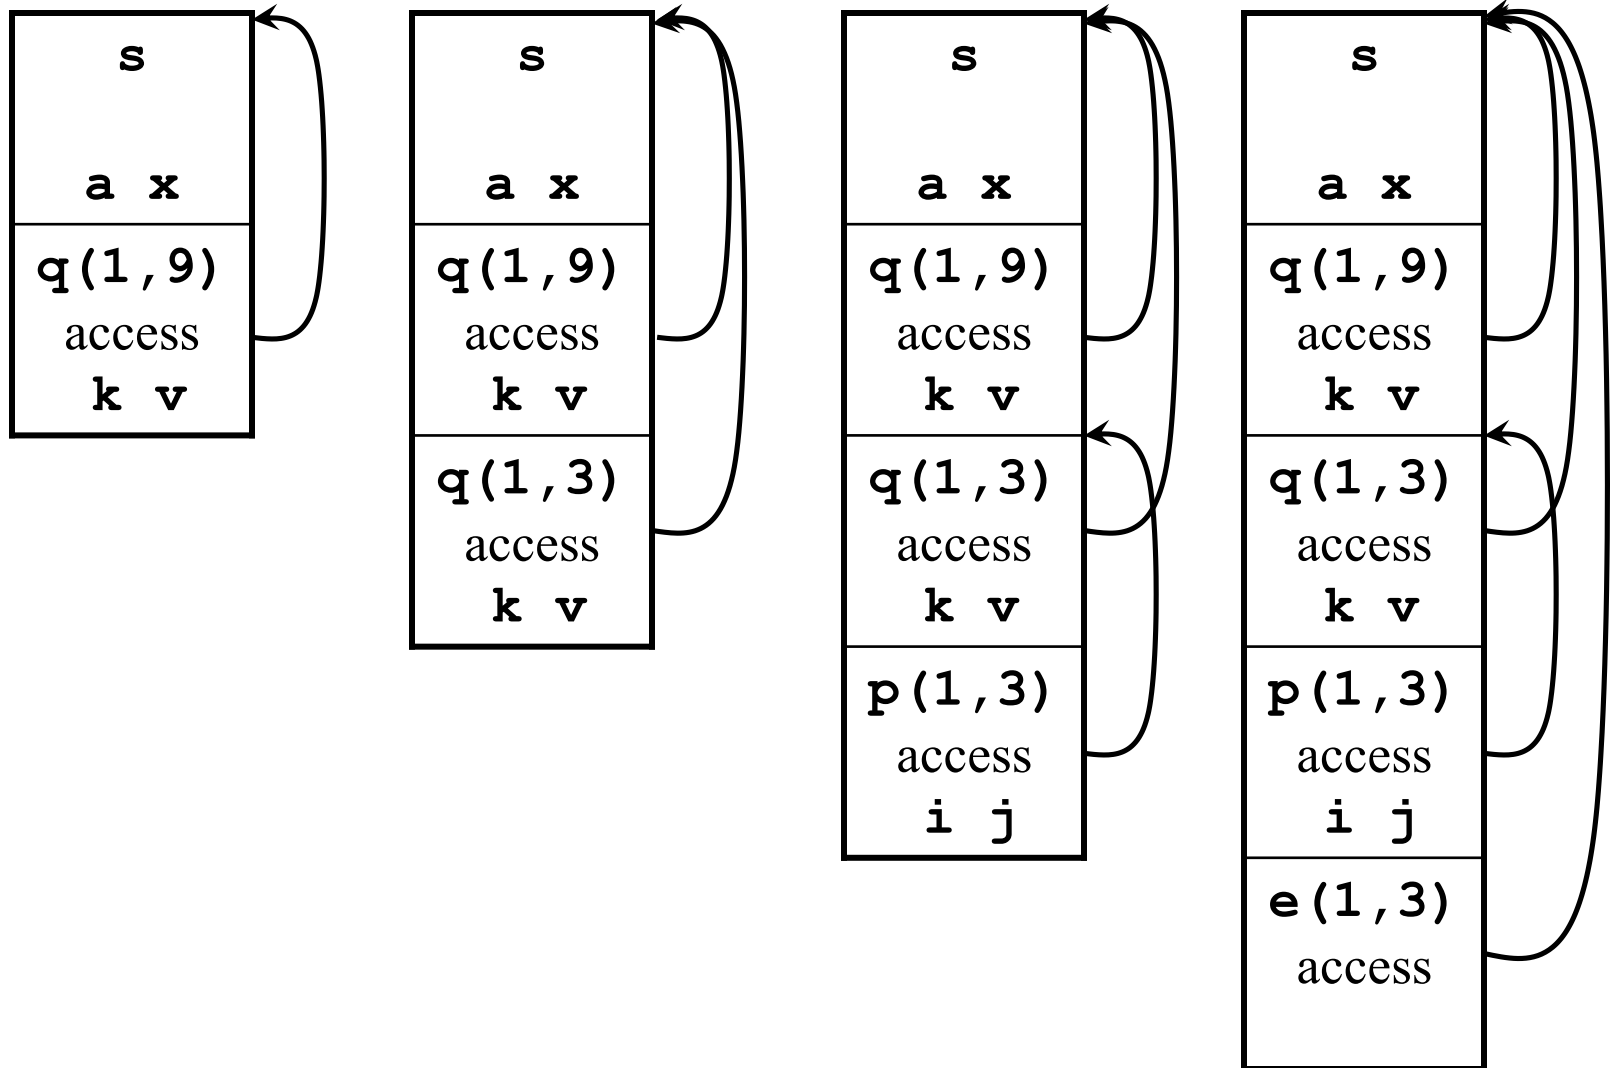 s
a x
q(1,9)
access
k v
s
a x
q(1,9)
access
k v
q(1,3)
access
k v
s
a x
q(1,9)
access
k v
q(1,3)
access
k v
p(1,3)
access
i j
s
a x
q(1,9)
access
k v
q(1,3)
access
k v
p(1,3)
access
i j
e(1,3)
access